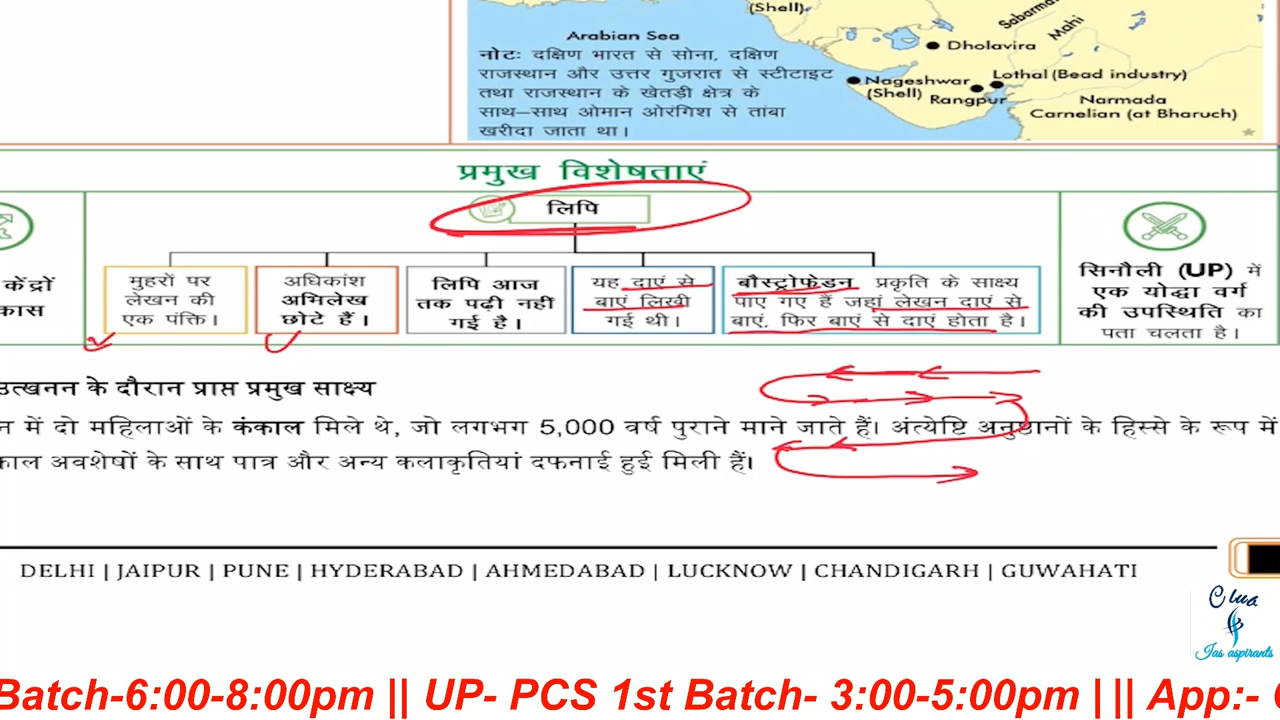 (Shell)
Sabarma
Mahi
Arabian Sea
Dholavira
नोटः दक्षिण भारत से सोना, दक्षिण
राजस्थान और उत्तर गुजरात से स्टीटाइट
तथा राजस्थान के खेतड़ी क्षेत्र के
साथ–साथ ओमान ओरंगिश से तांबा
खरीदा जाता था।
Nageshwar
(Shell)
Lothal (Bead industry)
Rangpur
Narmada
Carnelian (at Bharuch)
प्रमुख विशेषताएं
लिपि
केंद्रों
कास
मुहरों पर
लेखन की
एक पंक्ति।
अधिकांश
अभिलेख
छोटे हैं।
लिपि आज
तक पढ़ी नहीं
गई है।
यह दाएं से
बाएं लिखी
गई थी।
बौस्ट्रोफेडन प्रकृति के साक्ष्य
पाए गए हैं जहां लेखन दाएं से
बाएं, फिर बाएं से दाएं होता है।
सिनौली (UP) में
एक योद्धा वर्ग
की उपस्थिति का
पता चलता है।
उत्खनन के दौरान प्राप्त प्रमुख साक्ष्य
न में दो महिलाओं के कंकाल मिले थे, जो लगभग 5,000 वर्ष पुराने माने जाते हैं। अंत्येष्टि अनुष्ठानों के हिस्से के रूप में
काल अवशेषों के साथ पात्र और अन्य कलाकृतियां दफनाई हुई मिली हैं।
DELHI | JAIPUR | PUNE | HYDERABAD | AHMEDABAD | LUCKNOW | CHANDIGARH | GUWAHATI
Jas aspirants
Batch-6:00-8:00pm || UP- PCS 1st Batch- 3:00-5:00pm | || App:-